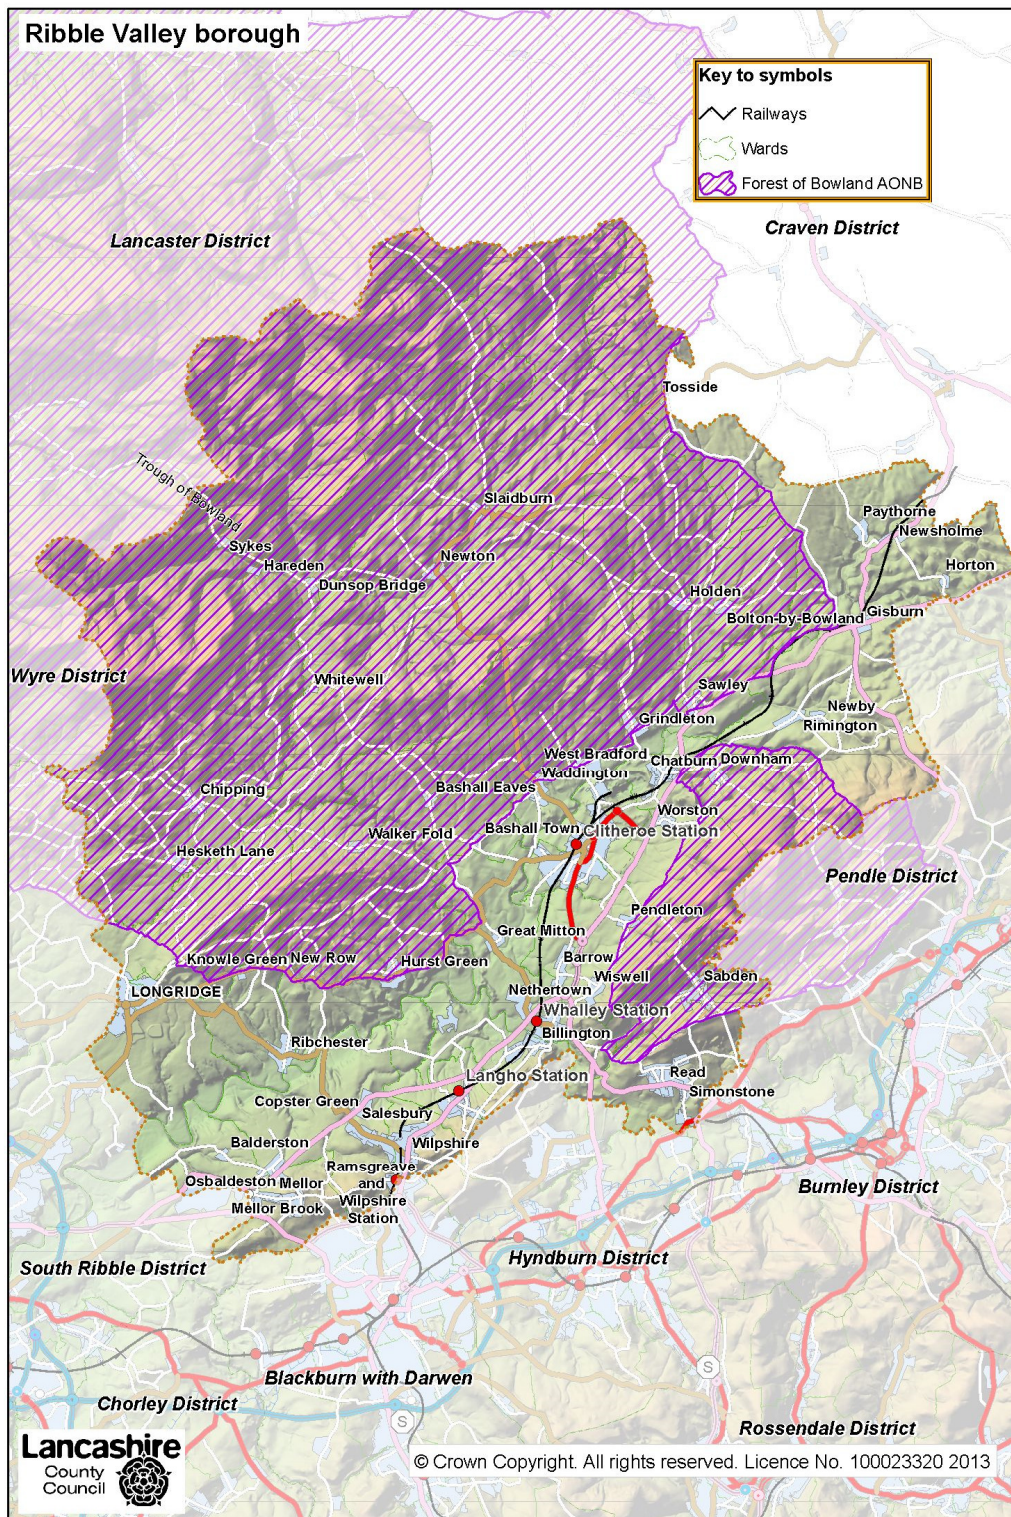 Ribble Valley borough
Key to symbols
Railways
Wards
Forest of Bowland AONB
Craven District
Lancaster District
Tosside
Trough of Bowland
Slaidburn
Paythorne
Newsholme
Sykes
Newton
Hareden
Horton
Dunsop Bridge
Holden
Gisburn
Bolton-by-Bowland
Wyre District
Whitewell
Sawley
Newby
Grindleton
Rimington
West Bradford
Chatburn
Downham
Waddington
Chipping
Bashall Eaves
Worston
Walker Fold
Bashall Town
Clitheroe Station
Hesketh Lane
Pendle District
Pendleton
Great Mitton
Knowle Green
New Row
Hurst Green
Barrow
Wiswell
Sabden
LONGRIDGE
Nethertown
Whalley Station
Billington
Ribchester
Langho Station
Read
Simonstone
Copster Green
Salesbury
Balderston
Wilpshire
Osbaldeston
Mellor
Ramsgreave
and
Wilpshire
Station
Mellor Brook
Burnley District
South Ribble District
Hyndburn District
S
Blackburn with Darwen
Chorley District
S
Rossendale District
Lancashire
County
Council
© Crown Copyright. All rights reserved. Licence No. 100023320 2013